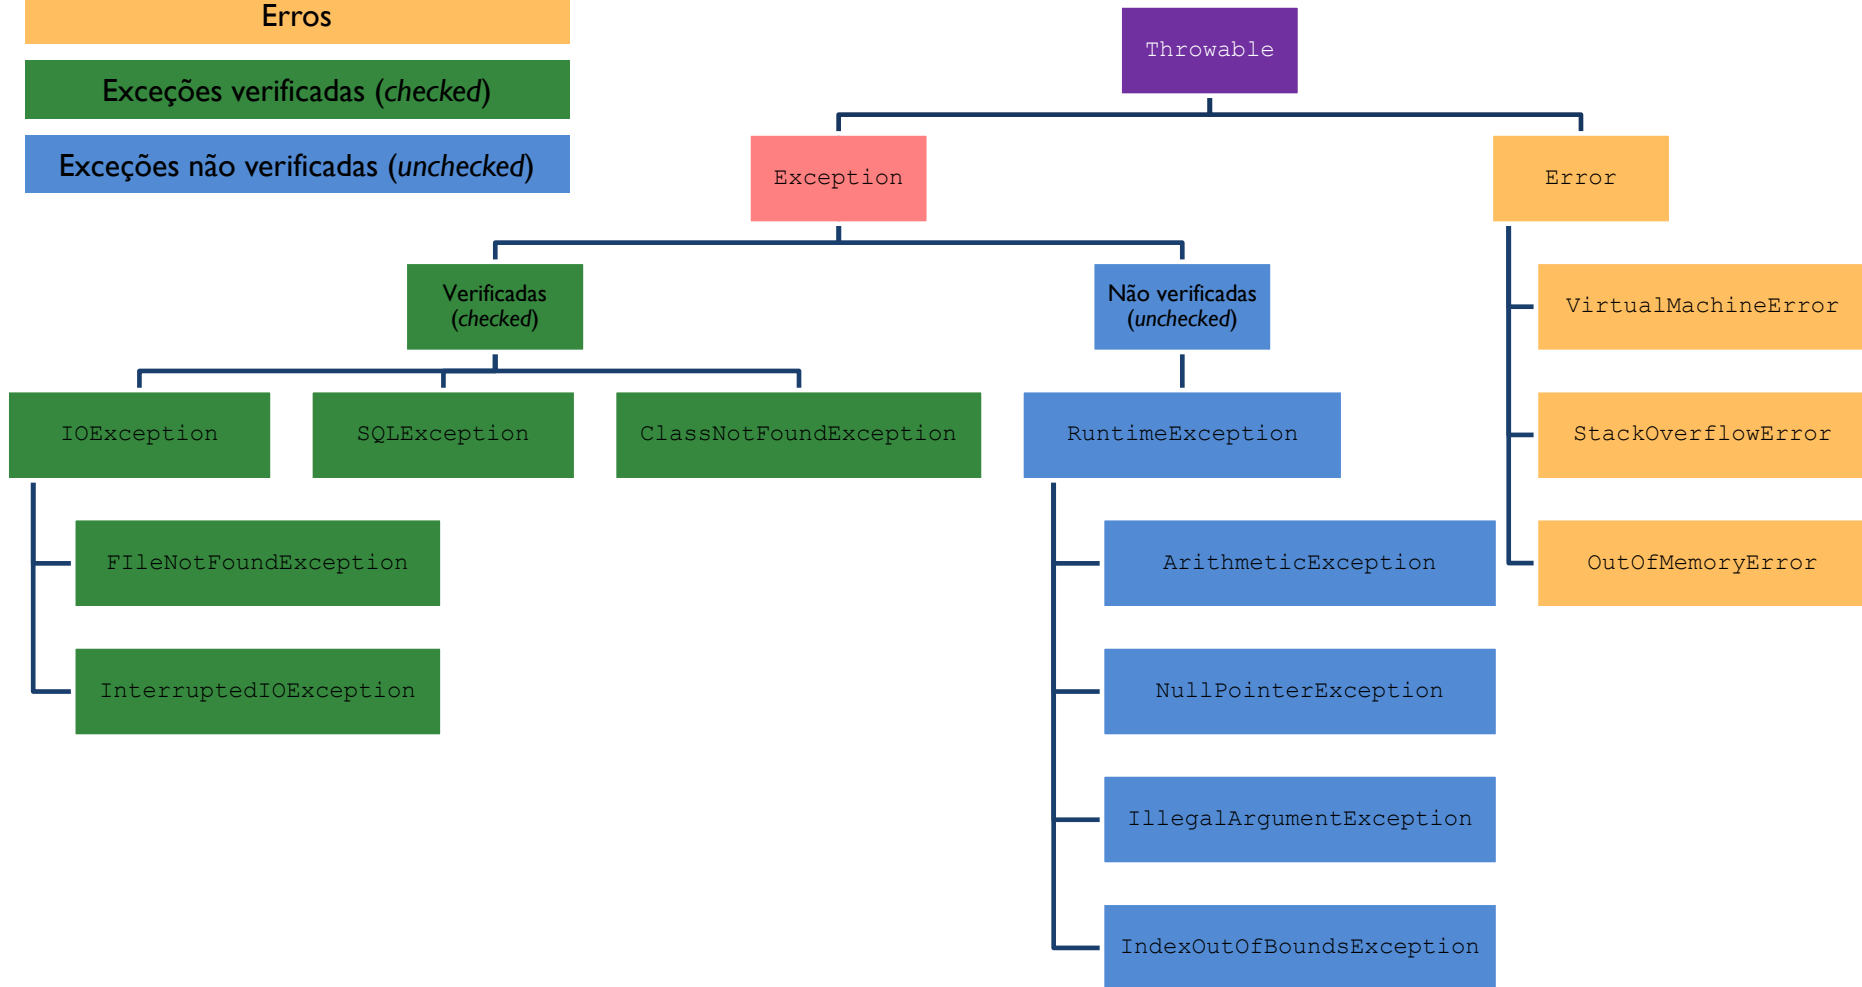 Erros
Exceções verificadas (checked)
Exceções não verificadas (unchecked)
Throwable
Exception
Error
Verificadas
(checked)
Não verificadas
(unchecked)
VirtualMachineError
IOException
SQLException
ClassNotFoundException
RuntimeException
StackOverflowError
FIleNotFoundException
ArithmeticException
OutOfMemoryError
InterruptedIOException
NullPointerException
IllegalArgumentException
IndexOutOfBoundsException